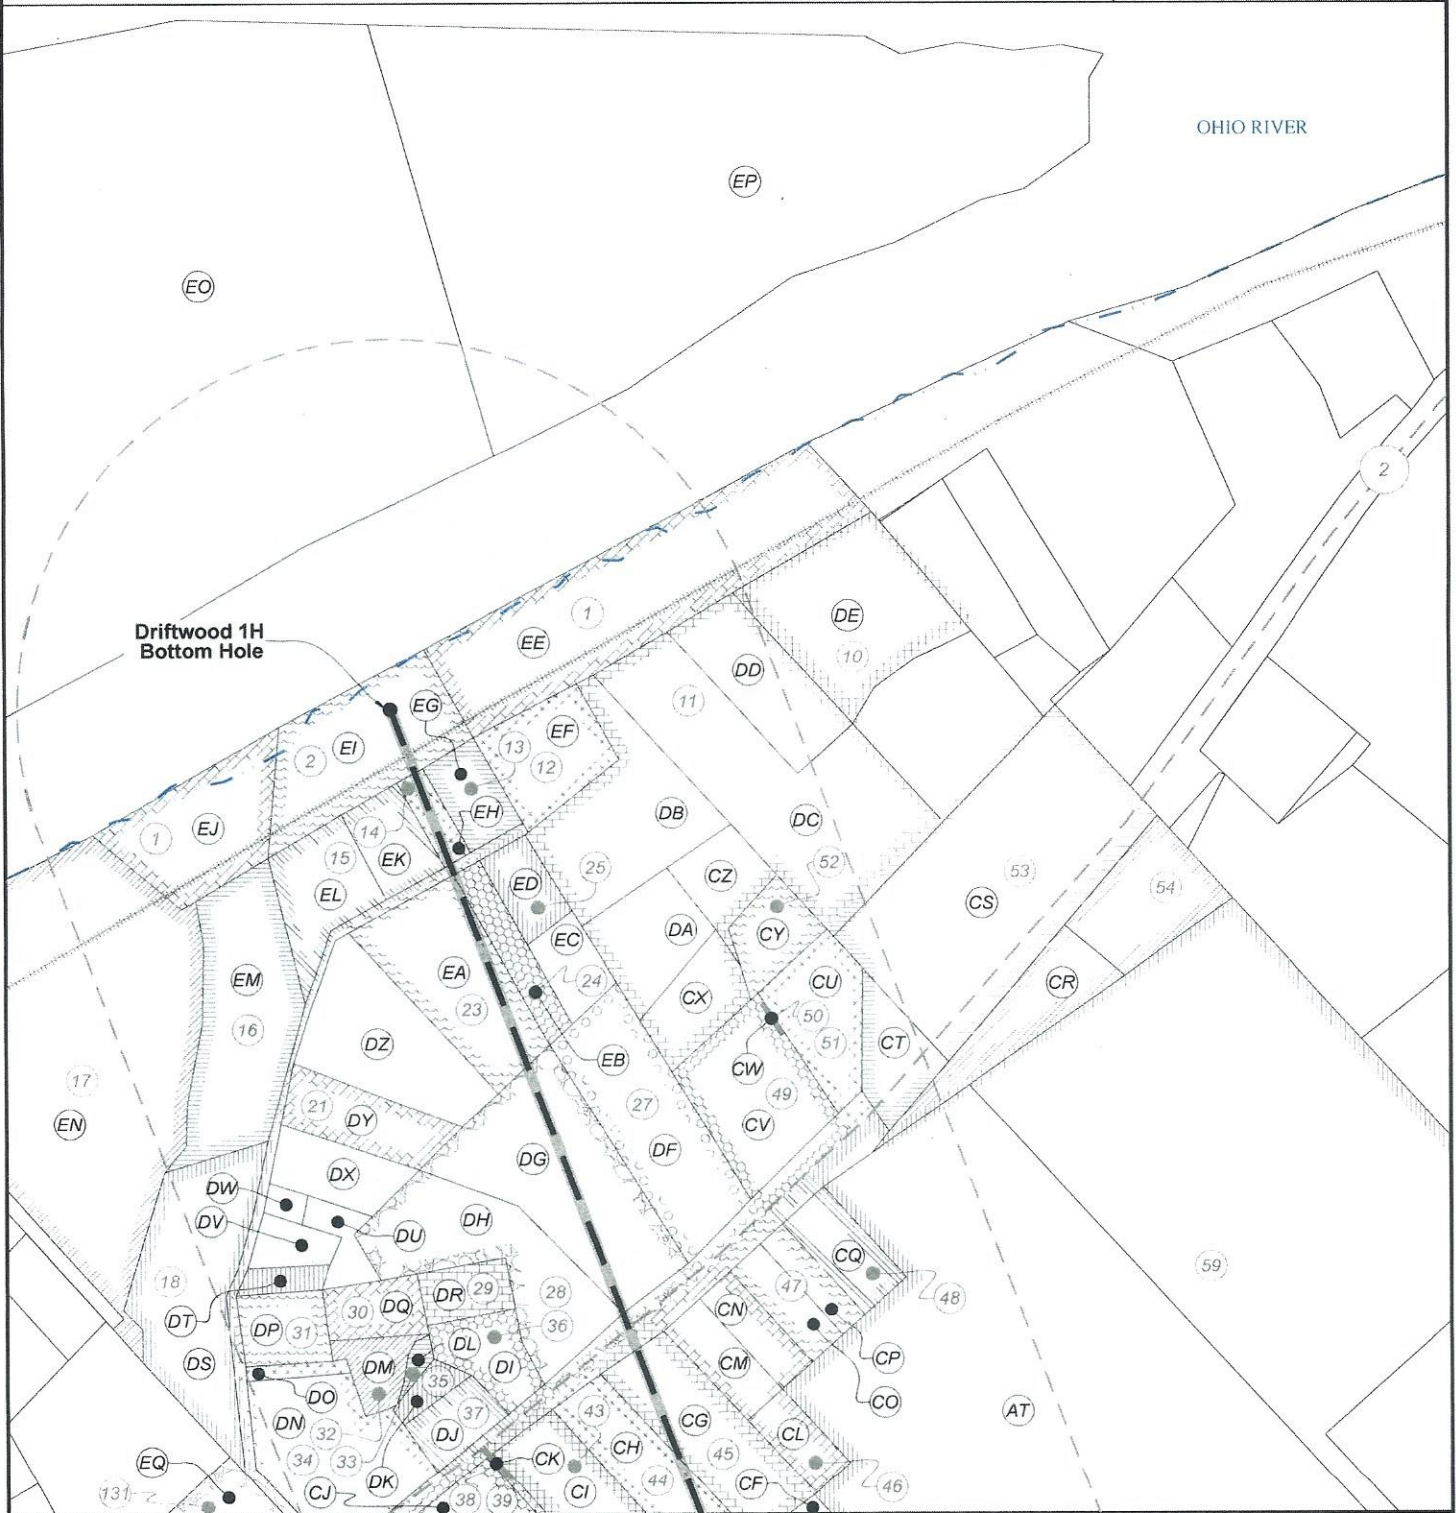 OHIO RIVER
EP
EO
2
Driftwood 1H
Bottom Hole
1
EE
DE
10
DD
11
EG
EF
13
12
2
EI
1
EJ
14
15
EK
EL
EH
DB
DC
25
52
ED
CZ
53
54
CS
DA
CY
EC
EM
16
EA
23
24
CX
CU
50
51
CR
CT
DZ
EB
CW
49
CV
17
EN
21
DY
27
DF
DG
DX
DW
DV
DU
DH
18
DT
CQ
59
48
47
30
DQ
DR
29
28
36
CN
DP
31
DL
DI
CP
DS
DM
CM
CO
35
DO
DN
32
37
43
CG
AT
34
33
DJ
CH
45
CL
EQ
DK
CK
44
CF
46
131
CJ
38
39
CI